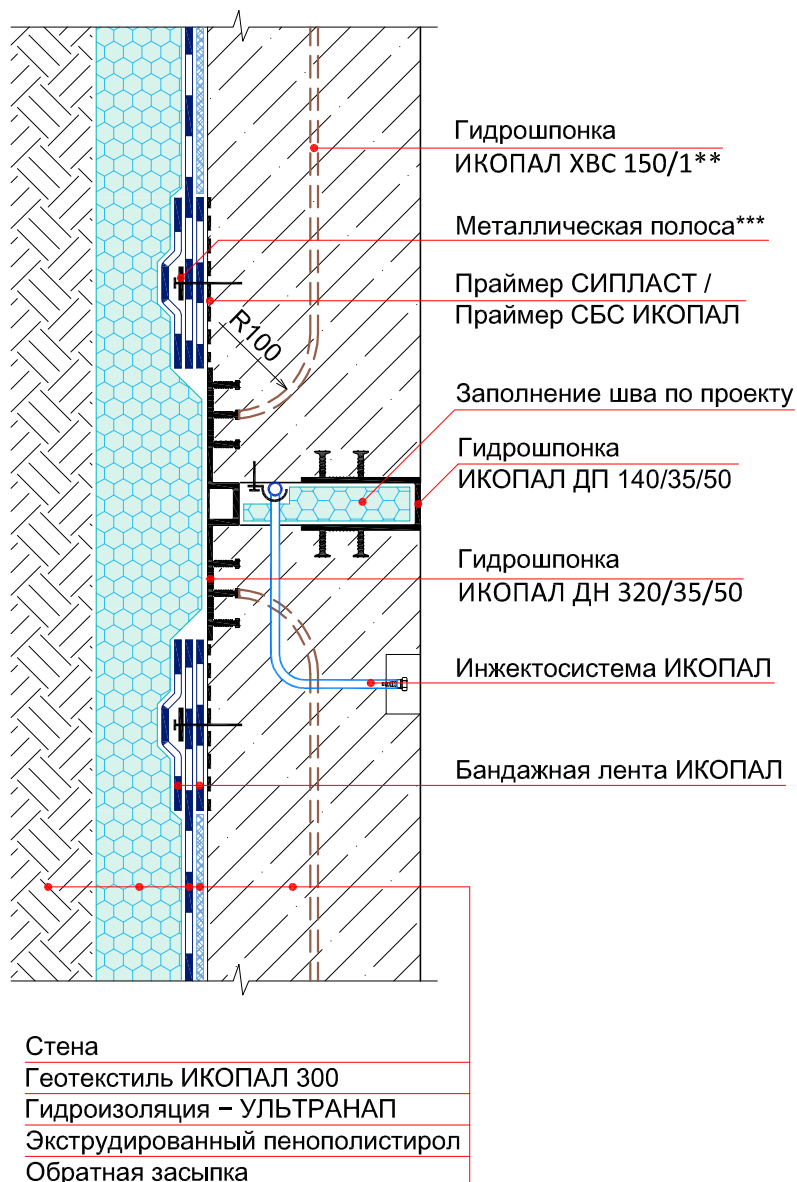 Гидрошпонка
ИКОПАЛ ХВС 150/1**
Металлическая полоса***
Праймер СИПЛАСТ /
Праймер СБС ИКОПАЛ
R100
Заполнение шва по проекту
Гидрошпонка
ИКОПАЛ ДП 140/35/50
Гидрошпонка
ИКОПАЛ ДН 320/35/50
Инжектосистема ИКОПАЛ
Бандажная лента ИКОПАЛ
Стена
Геотекстиль ИКОПАЛ 300
Гидроизоляция – УЛЬТРАНАП
Экструдированный пенополистирол
Обратная засыпка